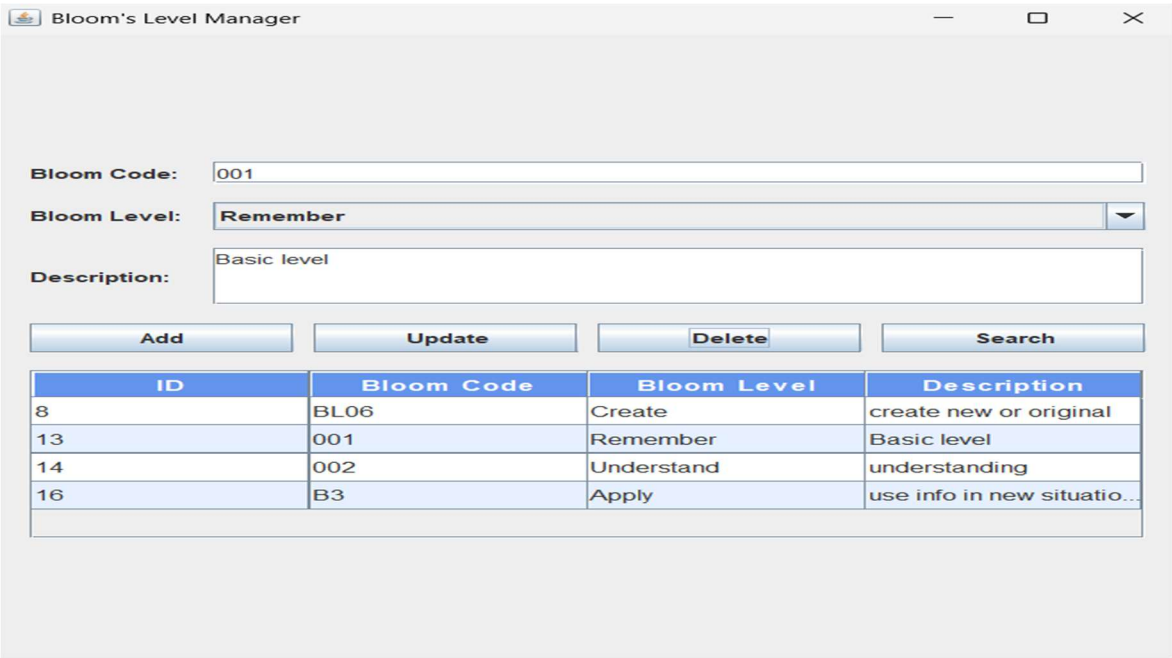 Bloom's Level Manager
Bloom Code: 001
Bloom Level: Remember
Description: Basic level
Add Update Delete Search
ID Bloom Code Bloom Level Description
8 BL06 Create create new or original
13 001 Remember Basic level
14 002 Understand understanding
16 B3 Apply use info in new situatio...